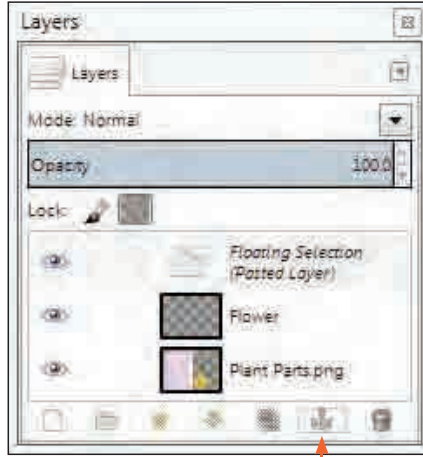 Layers
Layers
Mode: Normal
Opacity 100.0
Lock:
Floating Selection
(Pasted Layer)
Flower
Plant Parts.png